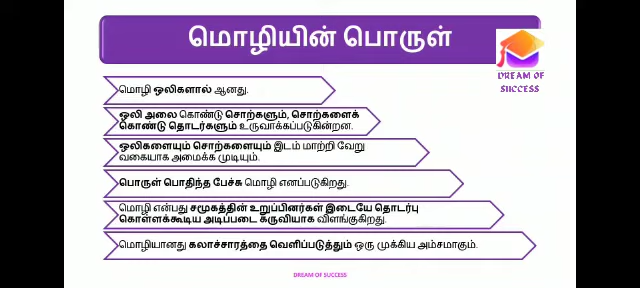 மொழியின் பொருள்
DREAM OF
SUCCESS
மொழி ஒலிகளால் ஆனது.
ஒலி அலை கொண்டு சொற்களும், சொற்களைக்
கொண்டு தொடர்களும் உருவாக்கப்படுகின்றன.
ஒலிகளையும் சொற்களையும் இடம் மாற்றி வேறு
வகையாக அமைக்க முடியும்.
பொருள் பொதிந்த பேச்சு மொழி எனப்படுகிறது.
மொழி என்பது சமூகத்தின் உறுப்பினர்கள் இடையே தொடர்பு
கொள்ளக்கூடிய அடிப்படை கருவியாக விளங்குகிறது.
மொழியானது கலாச்சாரத்தை வெளிப்படுத்தும் ஒரு முக்கிய அம்சமாகும்.
DREAM OF SUCCESS